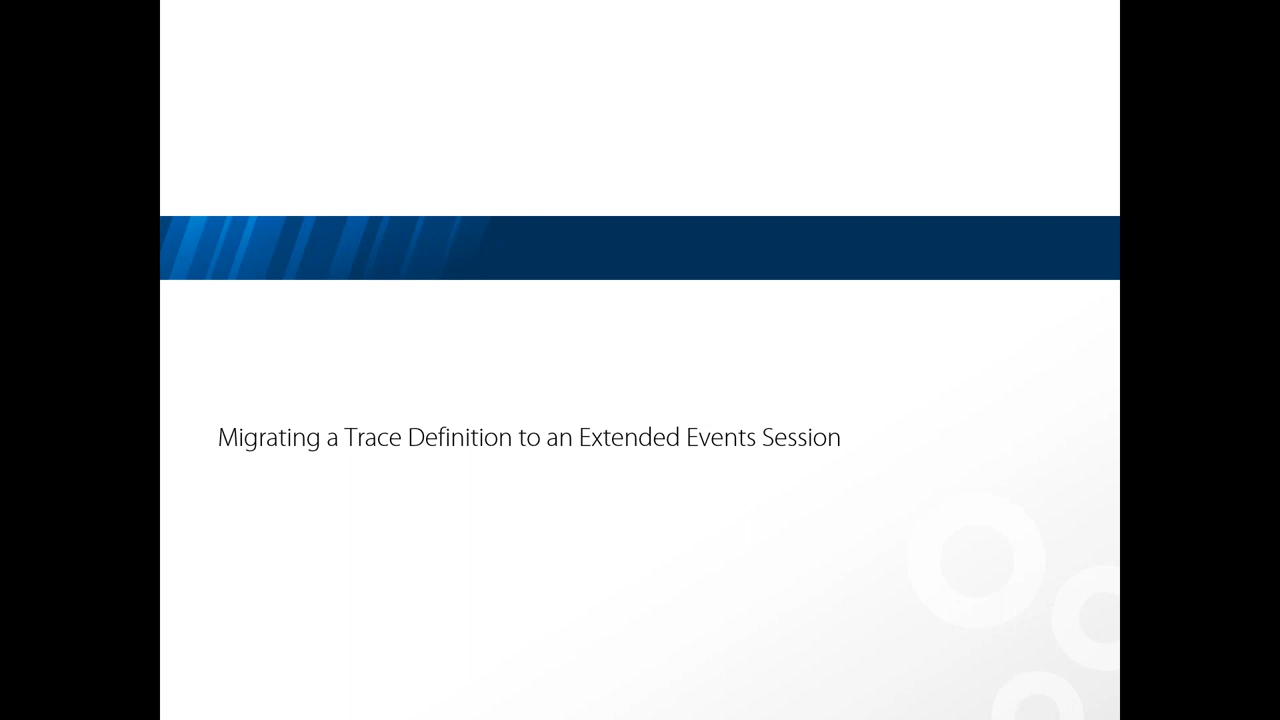 Migrating a Trace Definition to an Extended Events Session